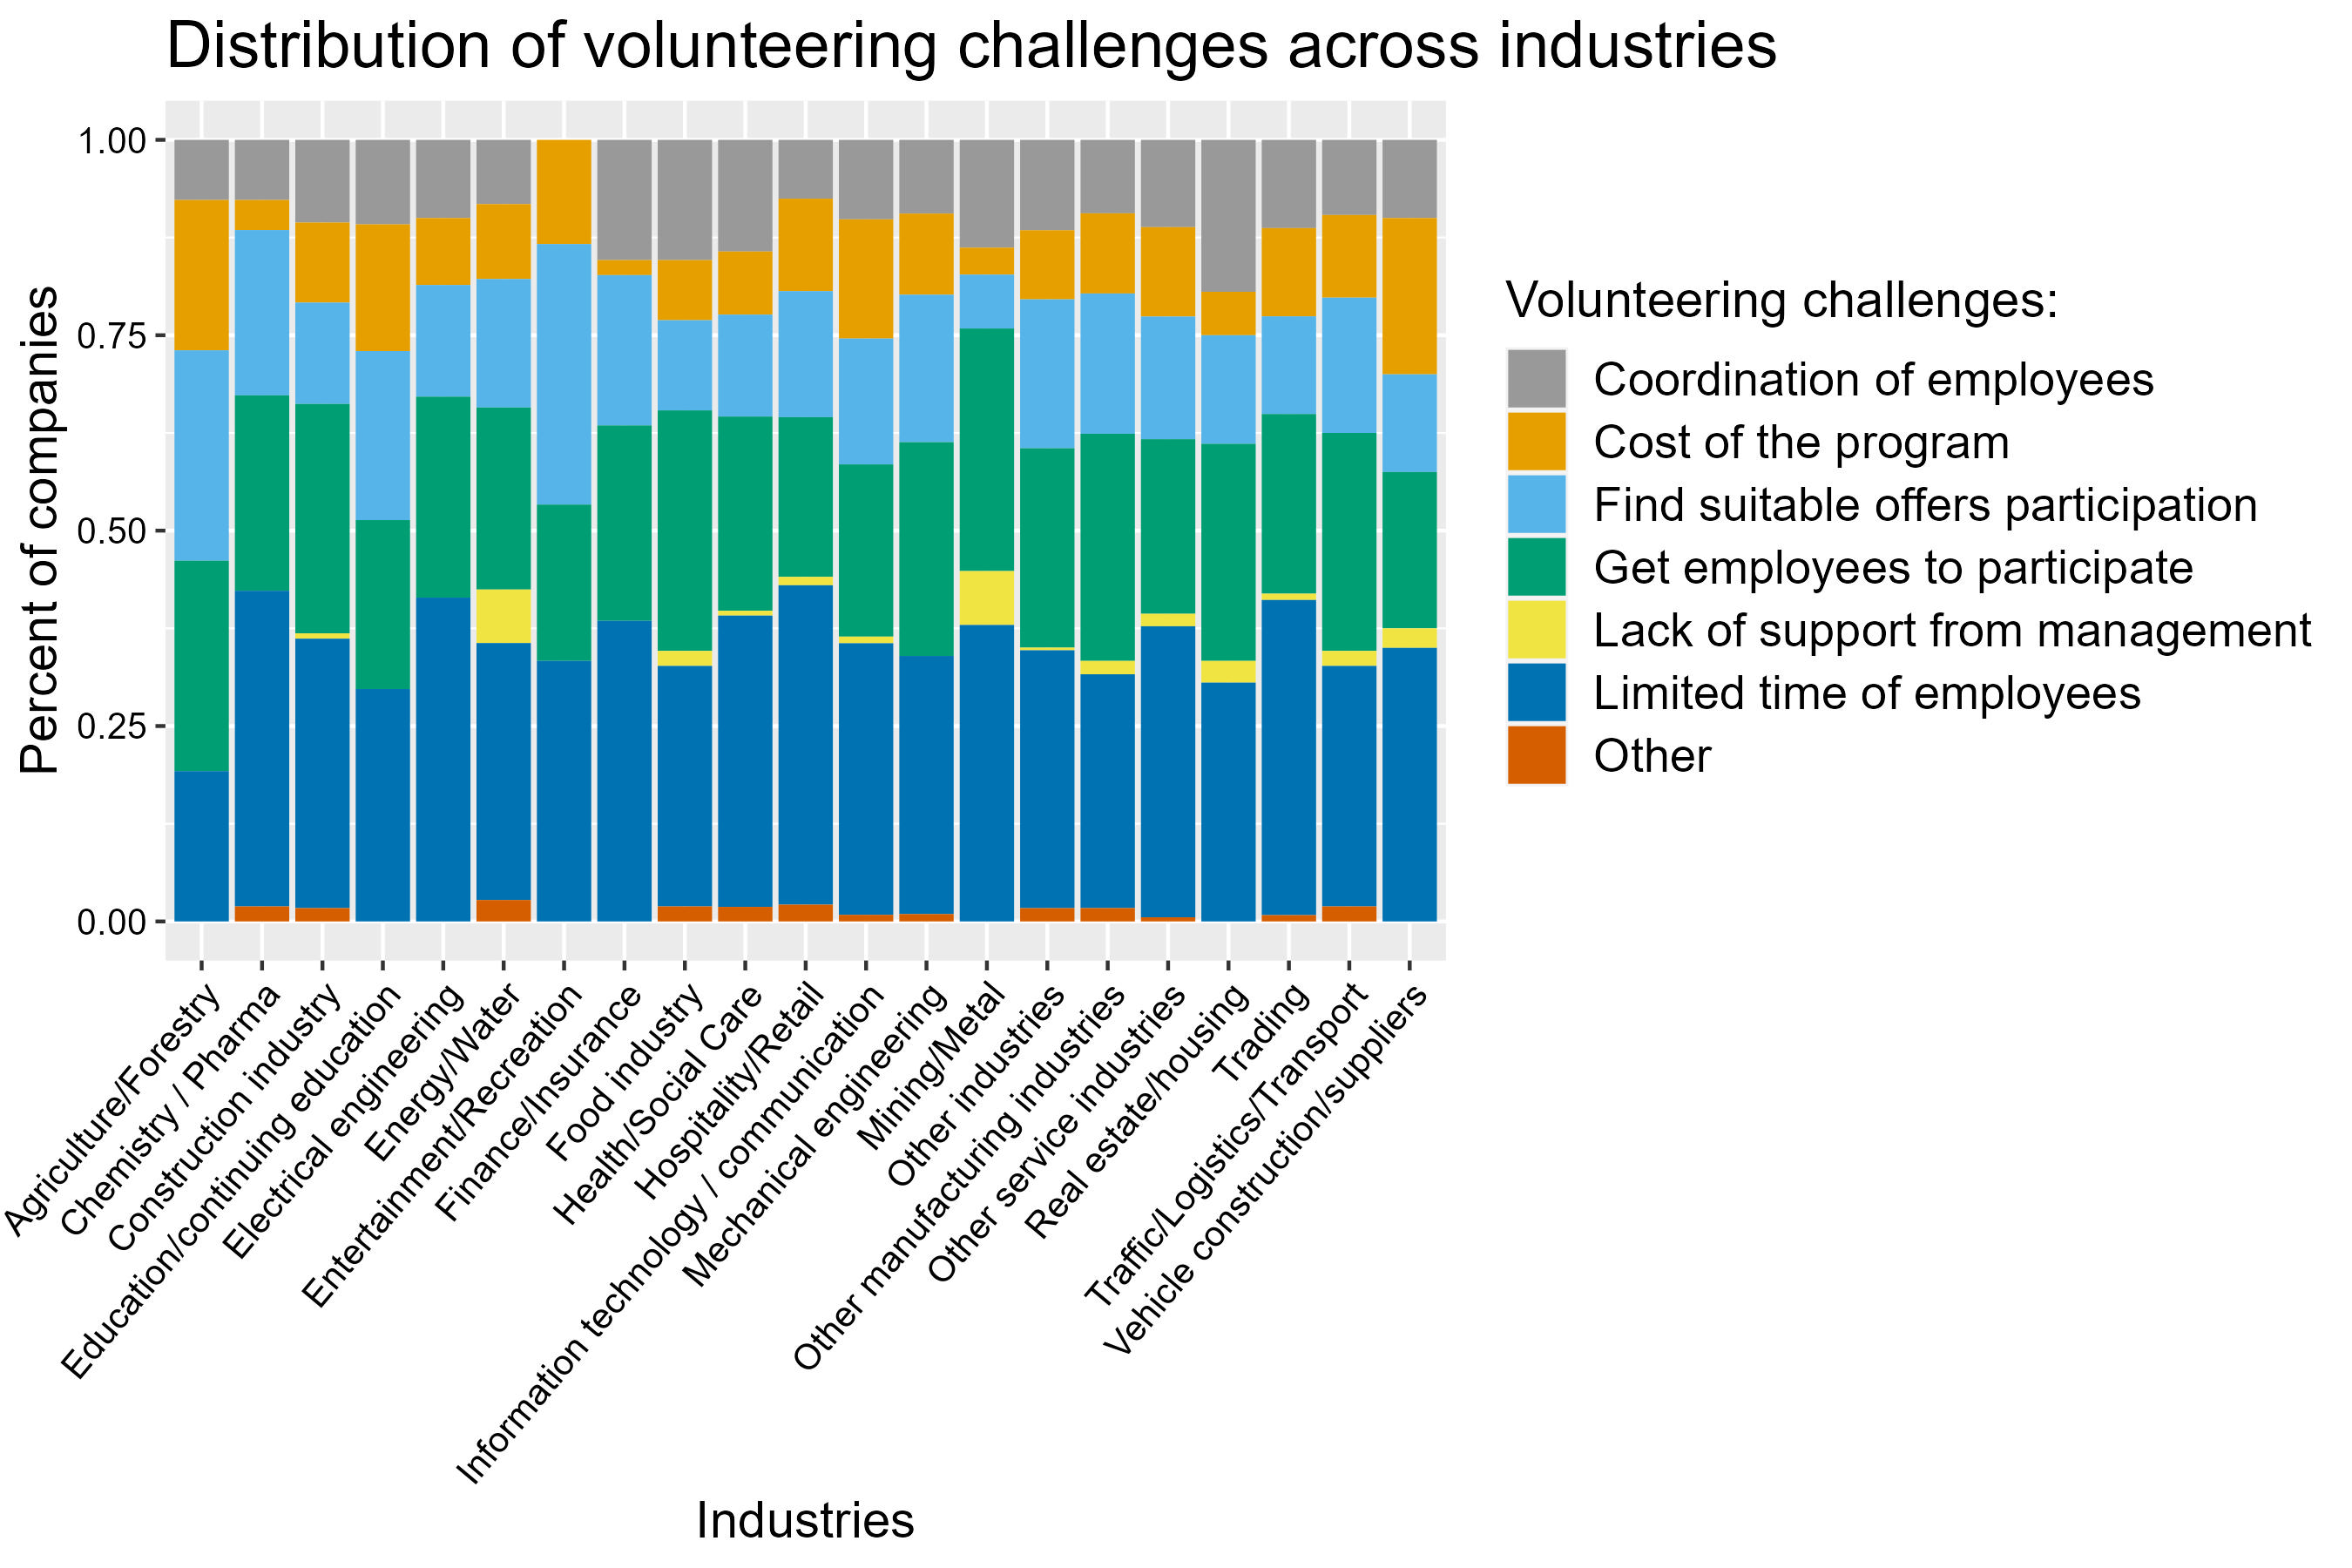 Distribution of volunteering challenges across industries
Percent of companies
1.00
0.75
0.50
0.25
0.00
Agriculture/Forestry
Chemistry / Pharma
Construction industry
Education/continuing education
Electrical engineering
Energy/Water
Entertainment/Recreation
Finance/Insurance
Food industry
Health/Social Care
Hospitality/Retail
Information technology / communication
Mechanical engineering
Mining/Metal
Other industries
Other manufacturing industries
Other service industries
Real estate/housing
Trading
Traffic/Logistics/Transport
Vehicle construction/suppliers
Industries
Volunteering challenges:
Coordination of employees
Cost of the program
Find suitable offers participation
Get employees to participate
Lack of support from management
Limited time of employees
Other